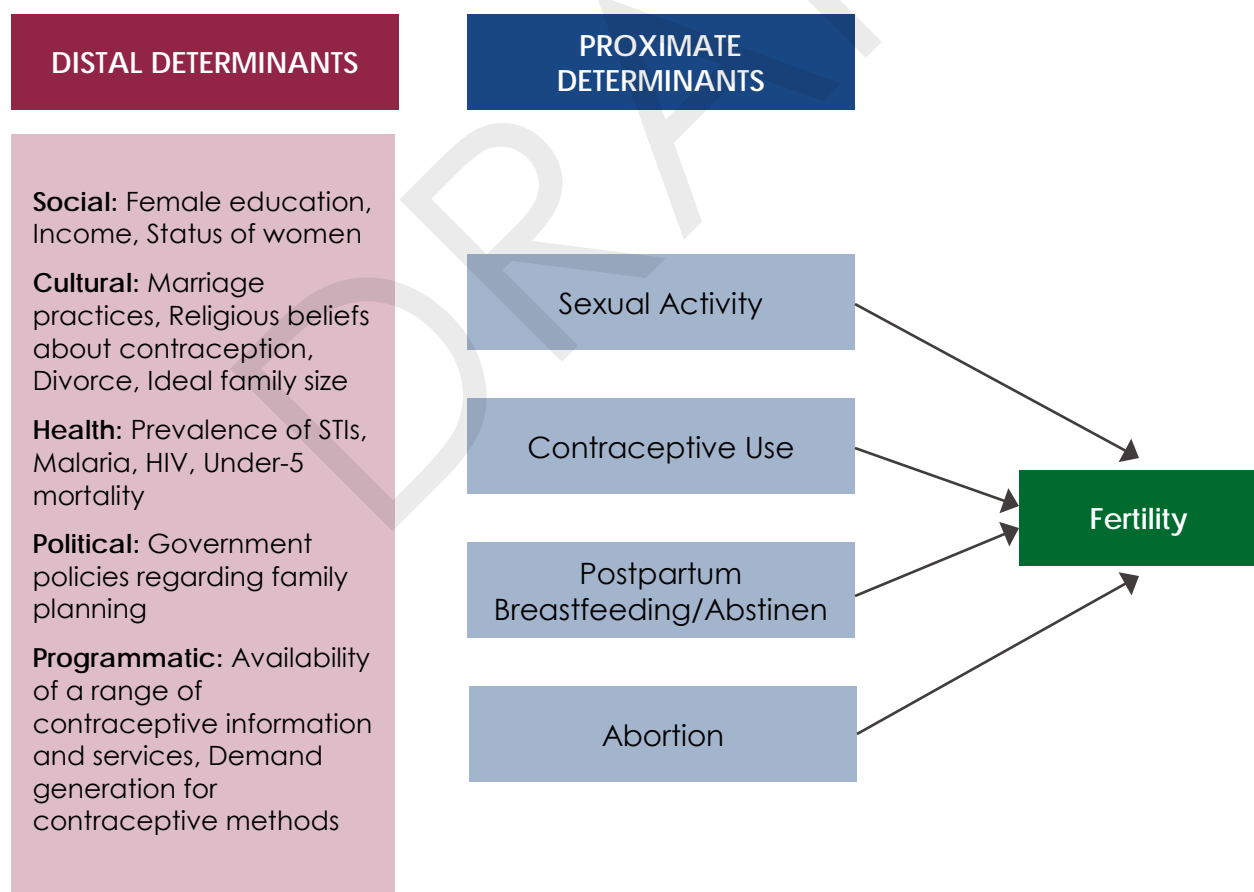 DISTAL DETERMINANTS
Social: Female education,
Income, Status of women
Cultural: Marriage
practices, Religious beliefs
about contraception,
Divorce, Ideal family size
Health: Prevalence of STIs,
Malaria, HIV, Under-5
mortality
Political: Government
policies regarding family
planning
Programmatic: Availability
of a range of
contraceptive information
and services, Demand
generation for
contraceptive methods
PROXIMATE
DETERMINANTS
Sexual Activity
Contraceptive Use
Postpartum
Breastfeeding/Abstinen
Abortion
Fertility